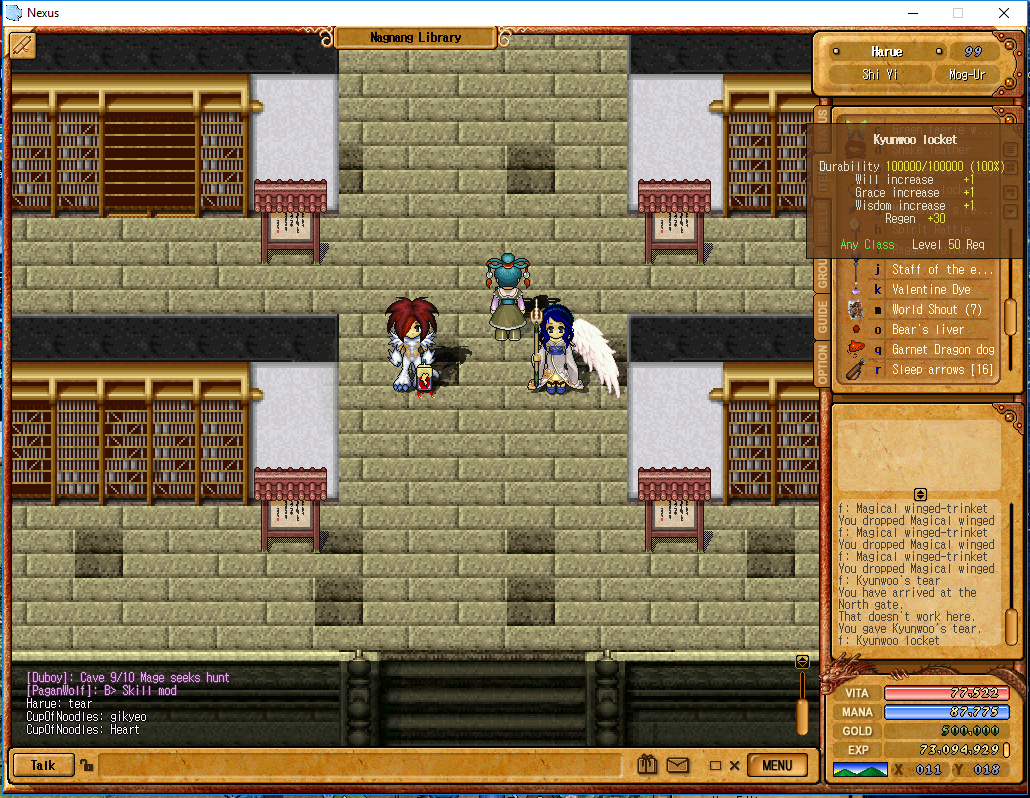 Nexus
Nagnang Library
Harue 99
Shi Yi Mog-Ur
Kyunwoo locket
Durability 100000/100000 (100%)
Will increase +1
Grace increase +1
Wisdom increase +1
Regen +30
h Spirit Rattle
Any Class Level 50 Req
j Staff of the e...
k Valentine Dye
m World Shout (7)
o Bear's liver
q Garnet Dragon dog
r Sleep arrows [16]
GUIDE
OPTION
f: Magical winged-trinket
You dropped Magical winged
f: Magical winged-trinket
You dropped Magical winged
f: Magical winged-trinket
You dropped Magical winged
f: Kyunwoo's tear
You have arrived at the
North gate.
That doesn't work here.
You gave Kyunwoo's tear.
f: Kyunwoo locket
[Duboy]: Cave 9/10 Mage seeks hunt
[PaganWolf]: B> Skill mod
Harue: tear
CupOfNoodles: gikyeo
CupOfNoodles: Heart
VITA 77,522
MANA 87,775
GOLD 500,000
EXP 73,094,929
X 011 Y 018
Talk
MENU